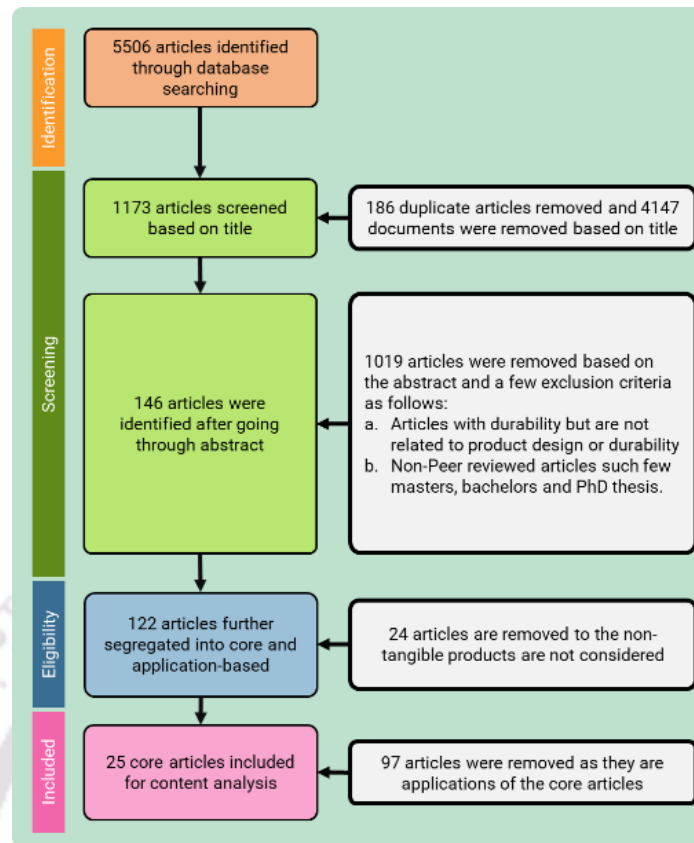 Identification
5506 articles identified
through database
searching
Screening
1173 articles screened
based on title
186 duplicate articles removed and 4147
documents were removed based on title
146 articles were
identified after going
through abstract
1019 articles were removed based on
the abstract and a few exclusion criteria
as follows:
a. Articles with durability but are not
related to product design or durability
b. Non-Peer reviewed articles such few
masters, bachelors and PhD thesis.
Eligibility
122 articles further
segregated into core and
application-based
24 articles are removed to the non-
tangible products are not considered
Included
25 core articles included
for content analysis
97 articles were removed as they are
applications of the core articles